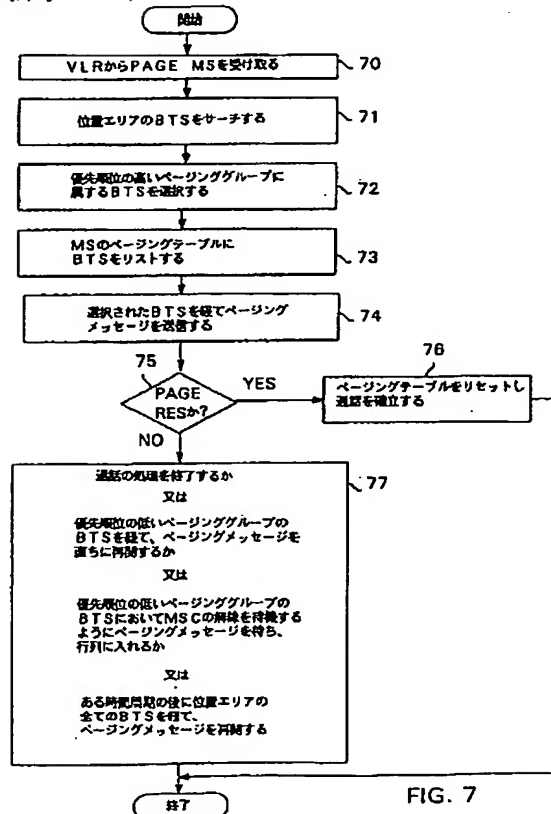 開始
VLRからPAGE MSを受け取る
70
位置エリアのBTSをサーチする
71
優先順位の高いページンググループに
属するBTSを選択する
72
MSのページングテーブルに
BTSをリストする
73
選択されたBTSを経てページング
メッセージを送信する
74
75
PAGE
RESか?
YES
NO
76
ページングテーブルをリセットし
通話を確立する
通話の処理を終了するか
又は
優先順位の低いページンググループの
BTSを経て、ページングメッセージを
直ちに再開するか
又は
優先順位の低いページンググループの
BTSにおいてMSCの解線を待機する
ようにページングメッセージを待ち、
行列に入れるか
又は
ある時間周期の後に位置エリアの
全てのBTSを経て、
ページングメッセージを再開する
77
終了
FIG. 7